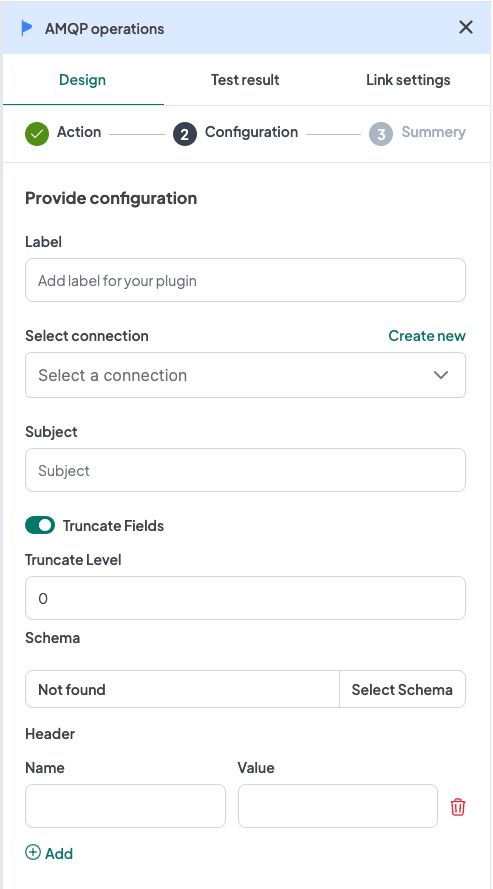 AMQP operations
Design Test result Link settings
Action 2 Configuration 3 Summery
Provide configuration
Label
Add label for your plugin
Select connection Create new
Select a connection
Subject
Subject
Truncate Fields
Truncate Level
0
Schema
Not found Select Schema
Header
Name Value
Add